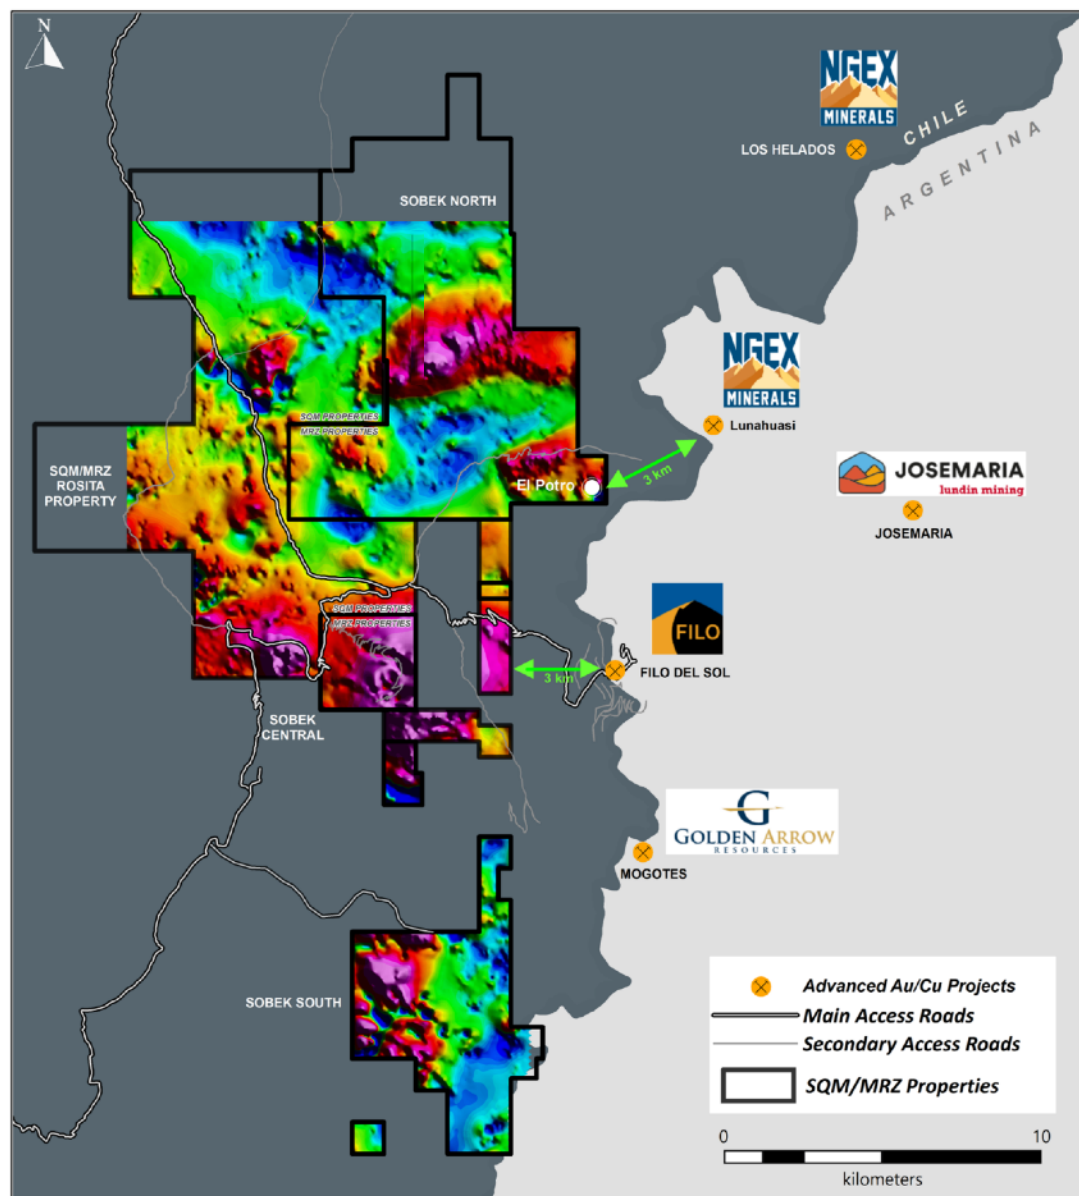 N
NGEX
MINERALS
CHILE
ARGENTINA
LOS HELADOS
SOBEK NORTH
NGEX
MINERALS
Lunahuasi
SQM PROPERTIES
MRZ PROPERTIES
SQM/MRZ
ROSITA
PROPERTY
3 km
El Potro
JOSEMARIA
lundin mining
JOSEMARIA
SQM PROPERTIES
MRZ PROPERTIES
FILO
3 km
FILO DEL SOL
SOBEK
CENTRAL
G
GOLDEN ARROW
RESOURCES
MOGOTES
SOBEK SOUTH
Advanced Au/Cu Projects
Main Access Roads
Secondary Access Roads
SQM/MRZ Properties
0 10
kilometers